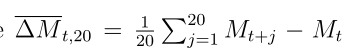 e $\overline{\Delta M}_{t,20} = \frac{1}{20} \sum_{j=1}^{20} M_{t+j} - M_t$